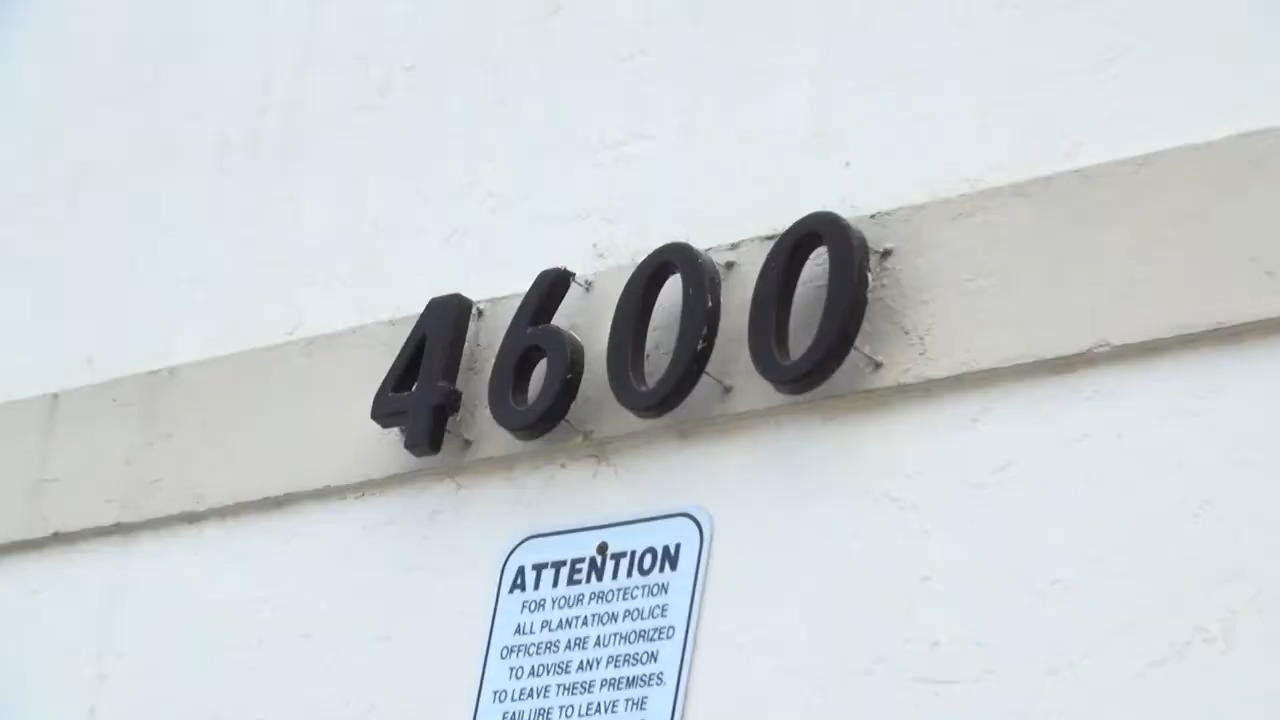 4600
ATTENTION
FOR YOUR PROTECTION
ALL PLANTATION POLICE
OFFICERS ARE AUTHORIZED
TO ADVISE ANY PERSON
TO LEAVE THESE PREMISES.
FAILURE TO LEAVE THE